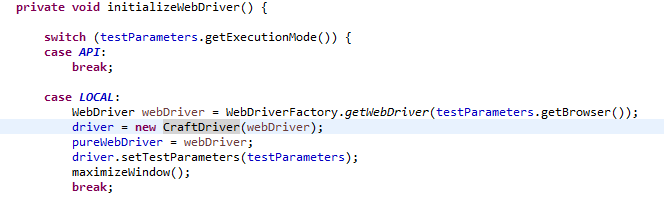 private void initializeWebDriver() {
switch (testParameters.getExecutionMode()) {
case API:
break;
case LOCAL:
WebDriver webDriver = WebDriverFactory.getWebDriver(testParameters.getBrowser());
driver = new CraftDriver(webDriver);
pureWebDriver = webDriver;
driver.setTestParameters(testParameters);
maximizeWindow();
break;